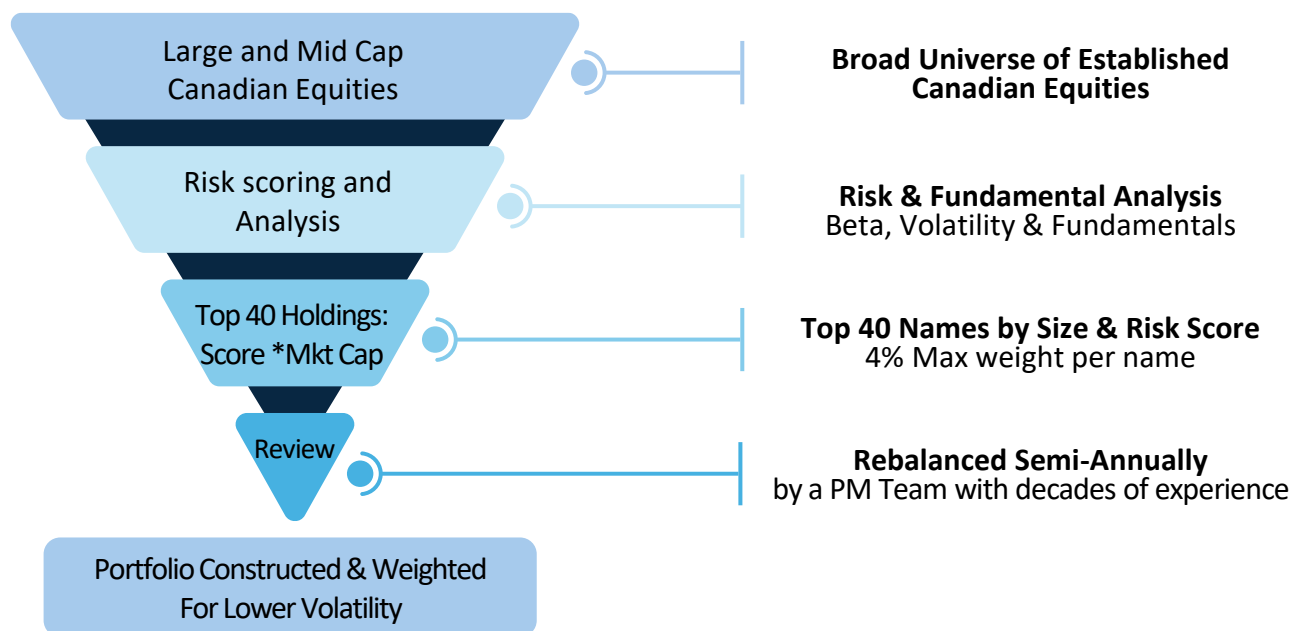 Large and Mid Cap
Canadian Equities
Broad Universe of Established
Canadian Equities
Risk scoring and
Analysis
Risk & Fundamental Analysis
Beta, Volatility & Fundamentals
Top 40 Holdings:
Score *Mkt Cap
Top 40 Names by Size & Risk Score
4% Max weight per name
Review
Rebalanced Semi-Annually
by a PM Team with decades of experience
Portfolio Constructed & Weighted
For Lower Volatility